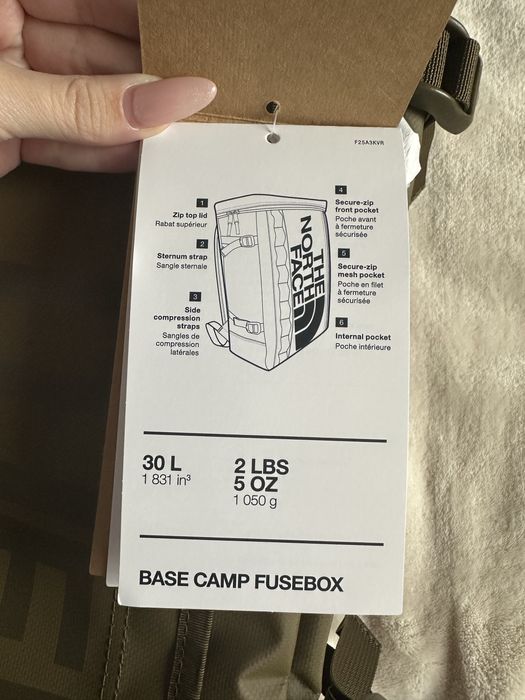 F25A3KVR
1
Zip top lid
Rabat supérieur
2
Sternum strap
Sangle sternale
3
Side
compression
straps
Sangles de
compression
latérales
THE
NORTH
FACE
4
Secure-zip
front pocket
Poche avant
à fermeture
sécurisée
5
Secure-zip
mesh pocket
Poche en filet
à fermeture
sécurisée
6
Internal pocket
Poche intérieure
30 L
1 831 in³
2 LBS
5 OZ
1 050 g
BASE CAMP FUSEBOX